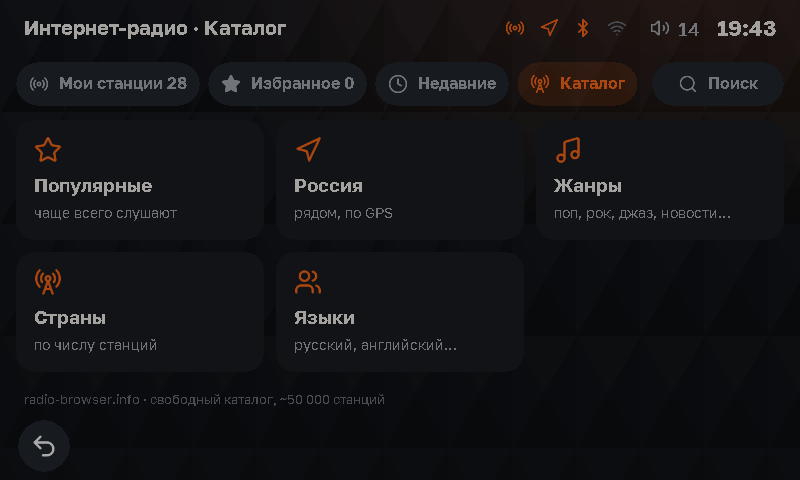 Интернет-радио · Каталог
14
19:43
Мои станции 28
Избранное 0
Недавние
Каталог
Поиск
Популярные
чаще всего слушают
Россия
рядом, по GPS
Жанры
поп, рок, джаз, новости...
Страны
по числу станций
Языки
русский, английский...
radio-browser.info · свободный каталог, ~50 000 станций